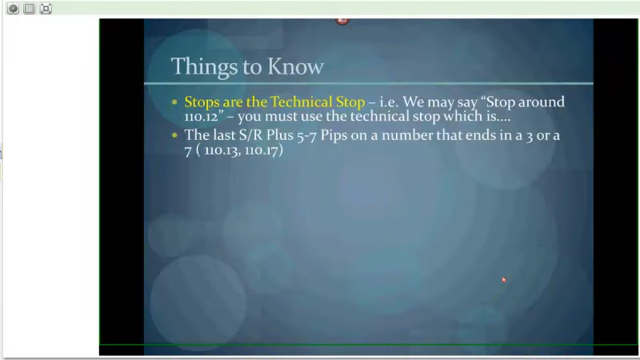 Things to Know
Stops are the Technical Stop – i.e. We may say “Stop around
110.12” – you must use the technical stop which is....
The last S/R Plus 5-7 Pips on a number that ends in a 3 or a
7 ( 110.13, 110.17)